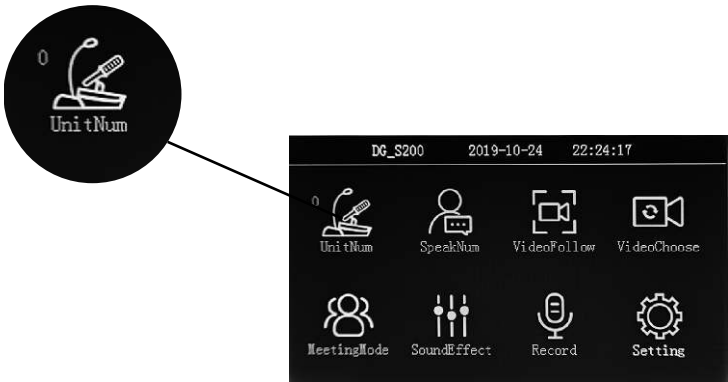 0
UnitNum
DG_S200 2019-10-24 22:24:17
0
UnitNum SpeakNum VideoFollow VideoChoose
MeetingMode SoundEffect Record Setting